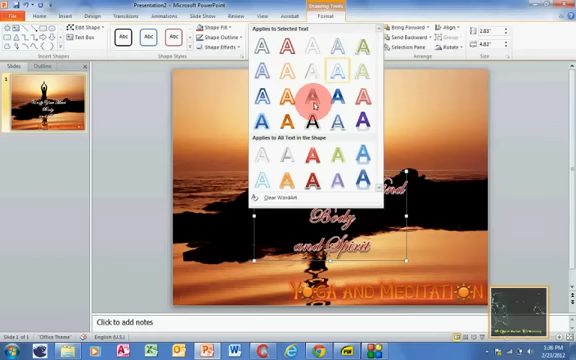 Presentation2 - Microsoft PowerPoint
Drawing Tools
File
Home
Insert
Design
Transitions
Animations
Slide Show
Review
View
Acrobat
Format
Edit Shape
Text Box
Insert Shapes
Abc Abc Abc
Shape Styles
Shape Fill
Shape Outline
Shape Effects
Applies to Selected Text
Applies to All Text in the Shape
Clear WordArt
Bring Forward
Send Backward
Selection Pane
Align
Group
Rotate
Arrange
2.83"
4.82"
Size
Slides
Outline
1
Body
and Spirit
Yoga and Meditation
Click to add notes
Slide 1 of 1
"Office Theme"
English (U.S.)
1:36 PM
2/23/2012